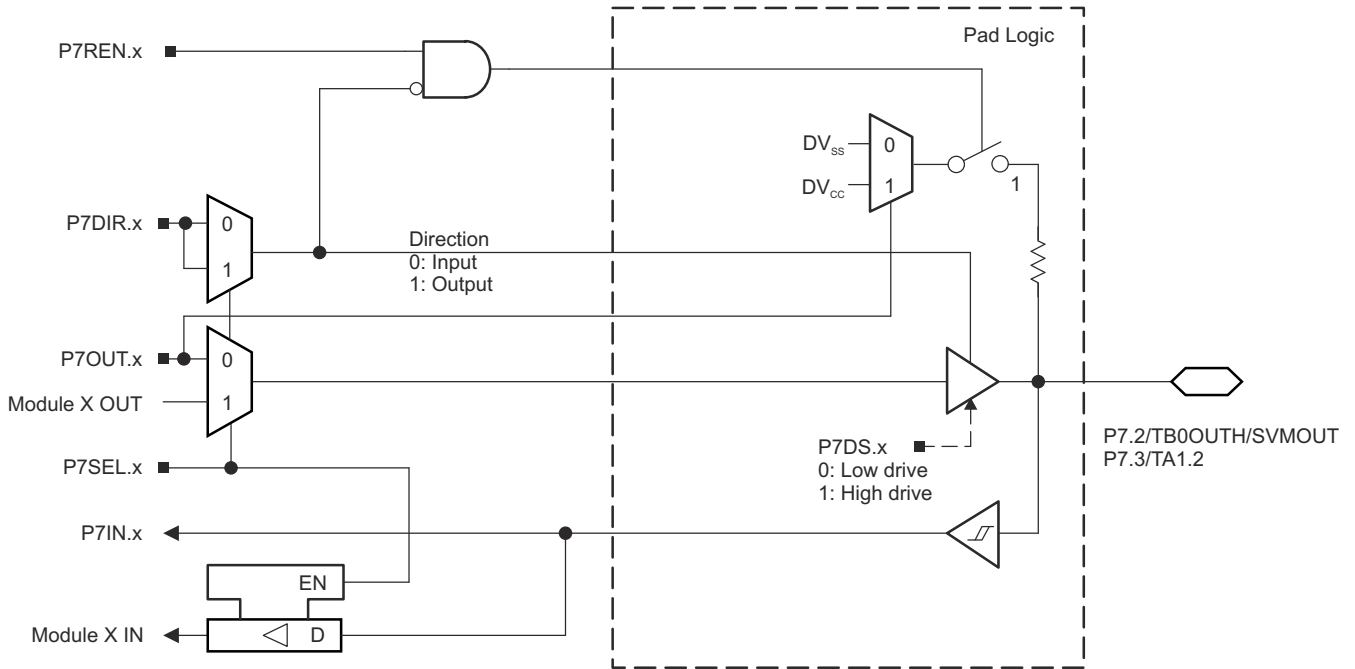 Pad Logic
P7REN.x
DVSS
0
DVCC
1
1
P7DIR.x
0
1
Direction
0: Input
1: Output
P7OUT.x
0
Module X OUT
1
P7DS.x
0: Low drive
1: High drive
P7.2/TB0OUTH/SVMOUT
P7.3/TA1.2
P7SEL.x
P7IN.x
EN
Module X IN
D